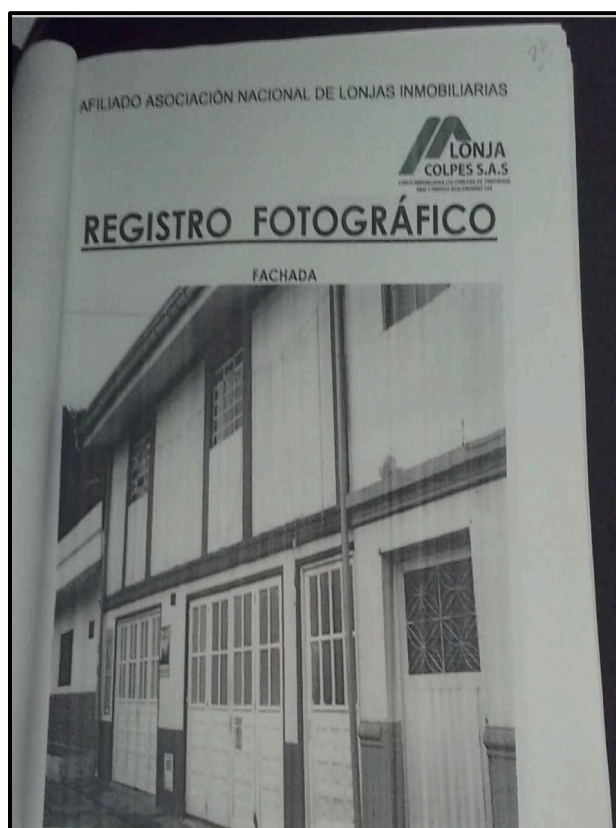 AFILIADO ASOCIACIÓN NACIONAL DE LONJAS INMOBILIARIAS
LONJA
COLPES S.A.S
REGISTRO FOTOGRÁFICO
FACHADA